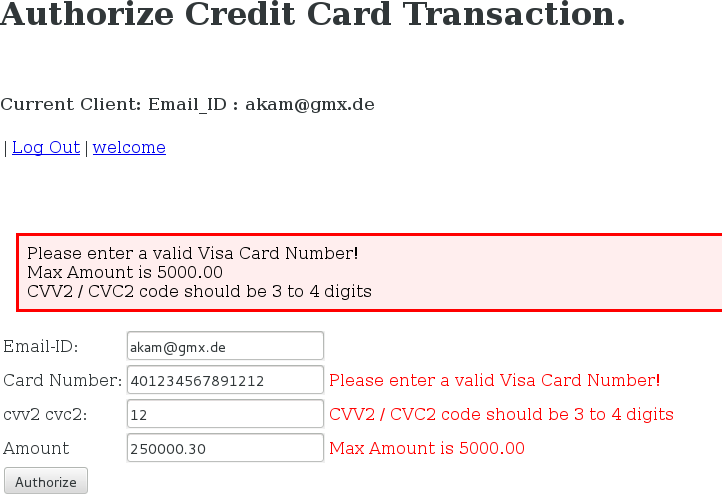 Authorize Credit Card Transaction.
Current Client: Email_ID : akam@gmx.de
| Log Out | welcome
Please enter a valid Visa Card Number!
Max Amount is 5000.00
CVV2 / CVC2 code should be 3 to 4 digits
Email-ID: akam@gmx.de
Card Number: 401234567891212 Please enter a valid Visa Card Number!
cvv2 cvc2: 12 CVV2 / CVC2 code should be 3 to 4 digits
Amount 250000.30 Max Amount is 5000.00
Authorize